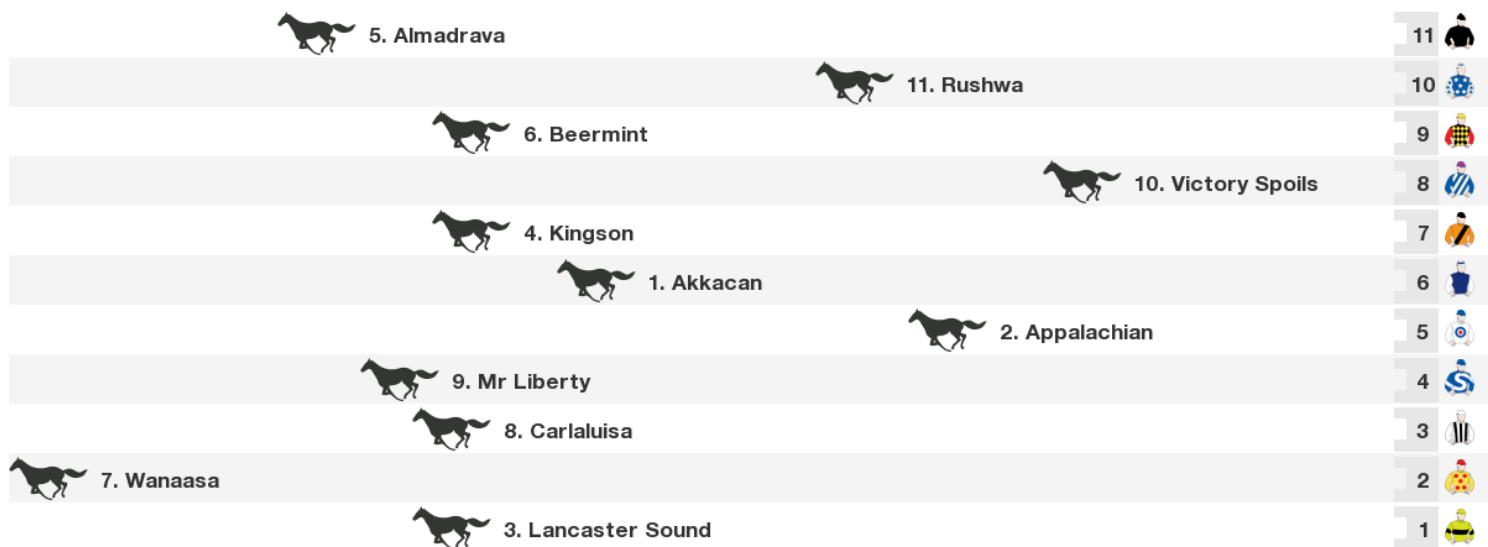 5. Almadrava 11
11. Rushwa 10
6. Beermint 9
10. Victory Spoils 8
4. Kingson 7
1. Akkacan 6
2. Appalachian 5
9. Mr Liberty 4
8. Carlaluisa 3
7. Wanaasa 2
3. Lancaster Sound 1